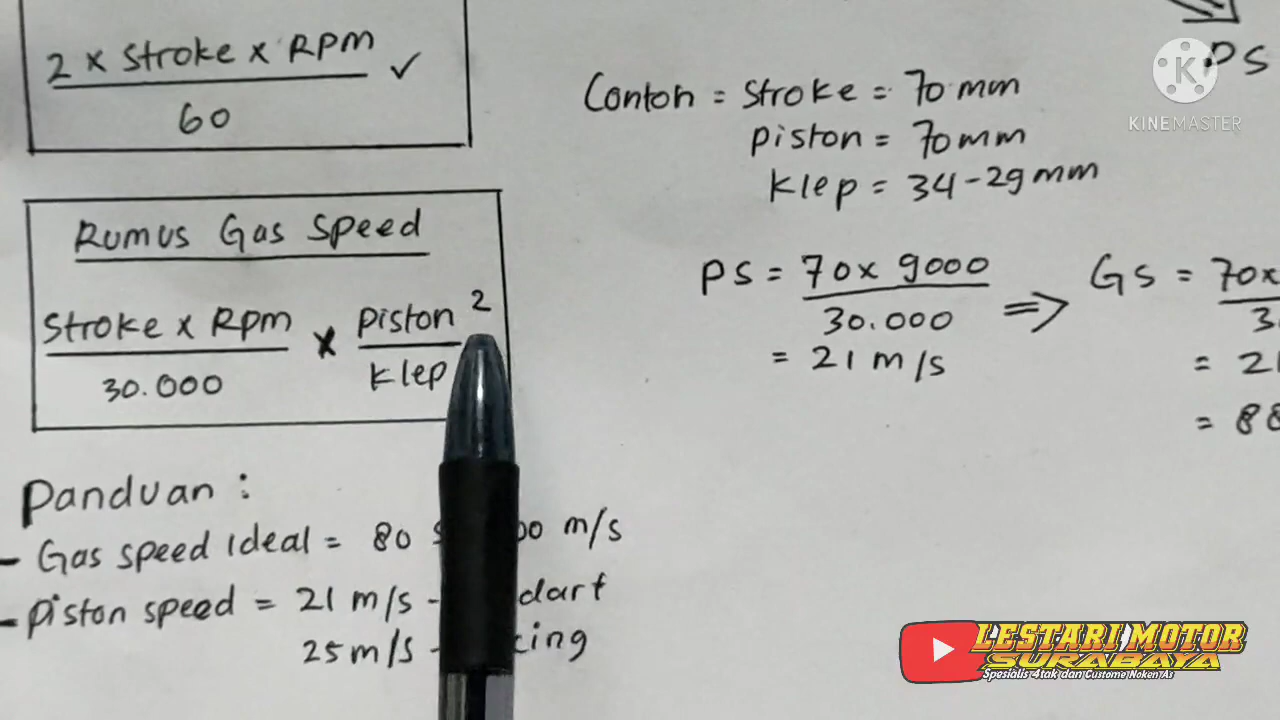 2 x Stroke x Rpm ✓
60
Rumus Gas Speed
Stroke x Rpm x Piston 2
30.000 Klep
Panduan :
- Gas speed ideal = 80 m/s
- Piston speed = 21 m/s -
25 m/s -
PS
Contoh = Stroke = 70 mm
Piston = 70 mm
Klep = 34-29 mm
PS = 70 x 9000
30.000
= 21 m/s
=> GS = 70x
= 21
= 88
KINEMASTER
LESTARI MOTOR
SURABAYA
Spesialis 4tak dan Custome Noken As